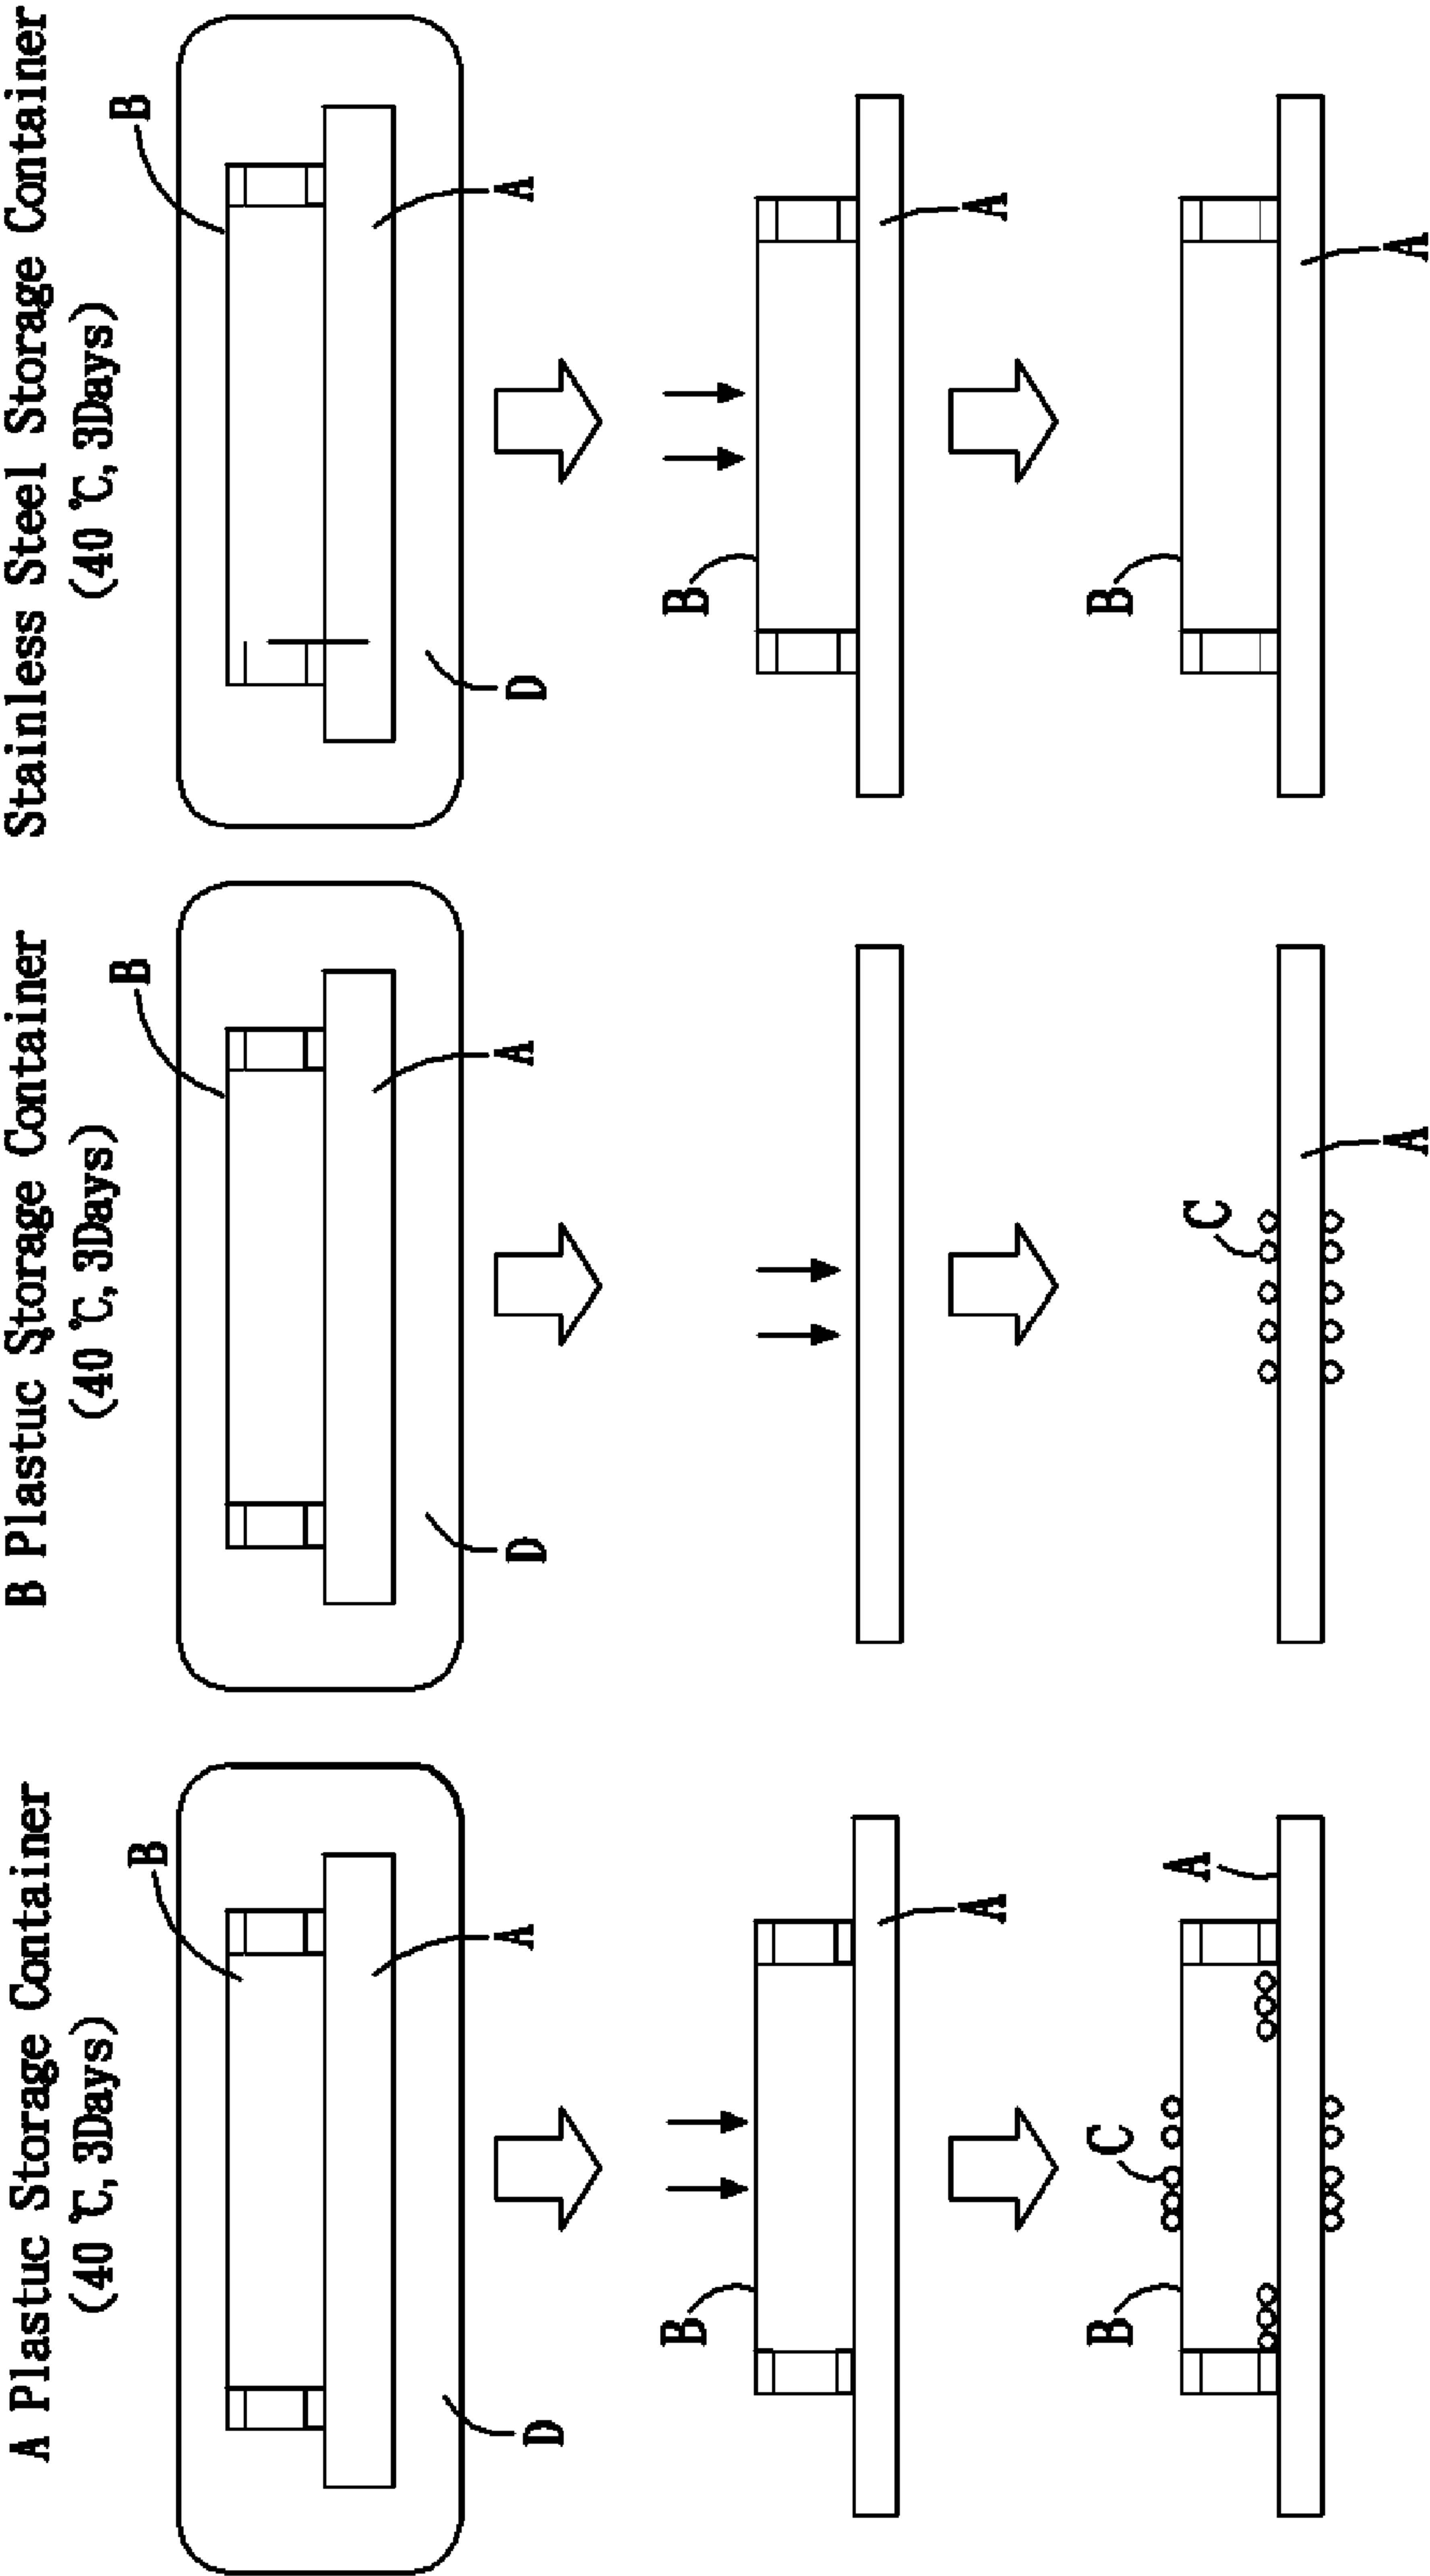 A Plastuc Storage Container
(40℃, 3Days)
B
A
D
B
A
B
C
A
B Plastuc Storage Container
(40℃, 3Days)
B
A
D
C
A
Stainless Steel Storage Container
(40℃, 3Days)
B
A
D
B
A
B
A